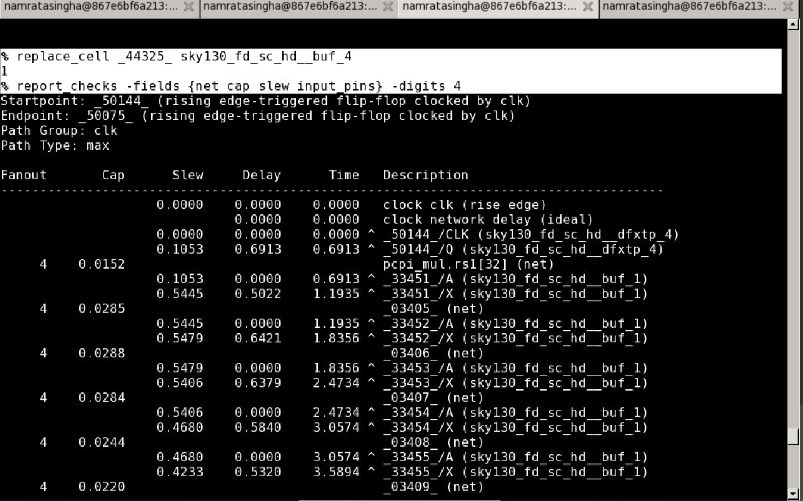 namratasingha@867e6bf6a213:... namratasingha@867e6bf6a213:... namratasingha@867e6bf6a213:... namratasingha@867e6bf6a213:...
% replace_cell _44325_ sky130_fd_sc_hd__buf_4
1
% report_checks -fields {net cap slew input_pins} -digits 4
Startpoint: _50144_ (rising edge-triggered flip-flop clocked by clk)
Endpoint: _50075_ (rising edge-triggered flip-flop clocked by clk)
Path Group: clk
Path Type: max
Fanout Cap Slew Delay Time Description
-----------------------------------------------------------------------------
0.0000 0.0000 0.0000 clock clk (rise edge)
0.0000 0.0000 clock network delay (ideal)
0.0000 0.0000 0.0000 ^ _50144_/CLK (sky130_fd_sc_hd__dfxtp_4)
0.1053 0.6913 0.6913 ^ _50144_/Q (sky130_fd_sc_hd__dfxtp_4)
4 0.0152 pcpi_mul.rs1[32] (net)
0.1053 0.0000 0.6913 ^ _33451_/A (sky130_fd_sc_hd__buf_1)
0.5445 0.5022 1.1935 ^ _33451_/X (sky130_fd_sc_hd__buf_1)
4 0.0285 _03405_ (net)
0.5445 0.0000 1.1935 ^ _33452_/A (sky130_fd_sc_hd__buf_1)
0.5479 0.6421 1.8356 ^ _33452_/X (sky130_fd_sc_hd__buf_1)
4 0.0288 _03406_ (net)
0.5479 0.0000 1.8356 ^ _33453_/A (sky130_fd_sc_hd__buf_1)
0.5406 0.6379 2.4734 ^ _33453_/X (sky130_fd_sc_hd__buf_1)
4 0.0284 _03407_ (net)
0.5406 0.0000 2.4734 ^ _33454_/A (sky130_fd_sc_hd__buf_1)
0.4680 0.5840 3.0574 ^ _33454_/X (sky130_fd_sc_hd__buf_1)
4 0.0244 _03408_ (net)
0.4680 0.0000 3.0574 ^ _33455_/A (sky130_fd_sc_hd__buf_1)
0.4233 0.5320 3.5894 ^ _33455_/X (sky130_fd_sc_hd__buf_1)
4 0.0220 _03409_ (net)